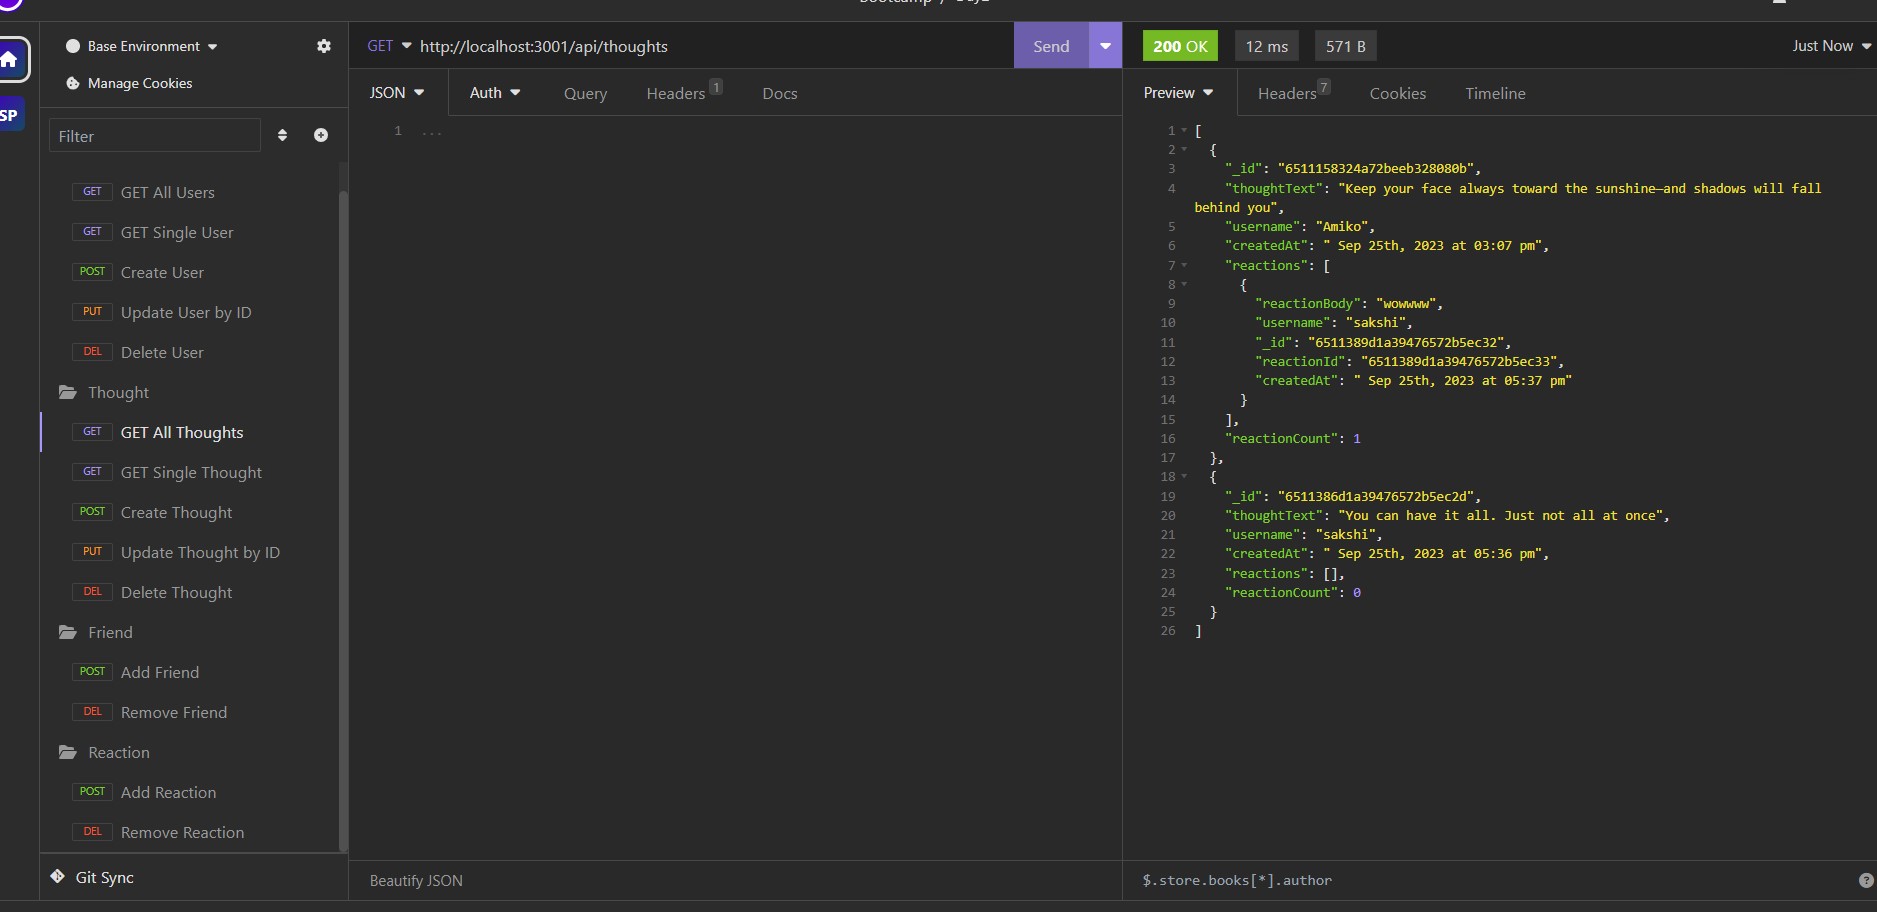 Bootcamp /
Base Environment
Manage Cookies
SP
Filter
GET GET All Users
GET GET Single User
POST Create User
PUT Update User by ID
DEL Delete User
Thought
GET GET All Thoughts
GET GET Single Thought
POST Create Thought
PUT Update Thought by ID
DEL Delete Thought
Friend
POST Add Friend
DEL Remove Friend
Reaction
POST Add Reaction
DEL Remove Reaction
Git Sync
GET http://localhost:3001/api/thoughts Send
JSON Auth Query Headers 1 Docs
1 ...
Beautify JSON
200 OK 12 ms 571 B Just Now
Preview Headers 7 Cookies Timeline
1 [
2 {
3 "_id": "6511158324a72beeb328080b",
4 "thoughtText": "Keep your face always toward the sunshine—and shadows will fall
behind you",
5 "username": "Amiko",
6 "createdAt": " Sep 25th, 2023 at 03:07 pm",
7 "reactions": [
8 {
9 "reactionBody": "wowwww",
10 "username": "sakshi",
11 "_id": "6511389d1a39476572b5ec32",
12 "reactionId": "6511389d1a39476572b5ec33",
13 "createdAt": " Sep 25th, 2023 at 05:37 pm"
14 }
15 ],
16 "reactionCount": 1
17 },
18 {
19 "_id": "6511386d1a39476572b5ec2d",
20 "thoughtText": "You can have it all. Just not all at once",
21 "username": "sakshi",
22 "createdAt": " Sep 25th, 2023 at 05:36 pm",
23 "reactions": [],
24 "reactionCount": 0
25 }
26 ]
$.store.books[*].author
?